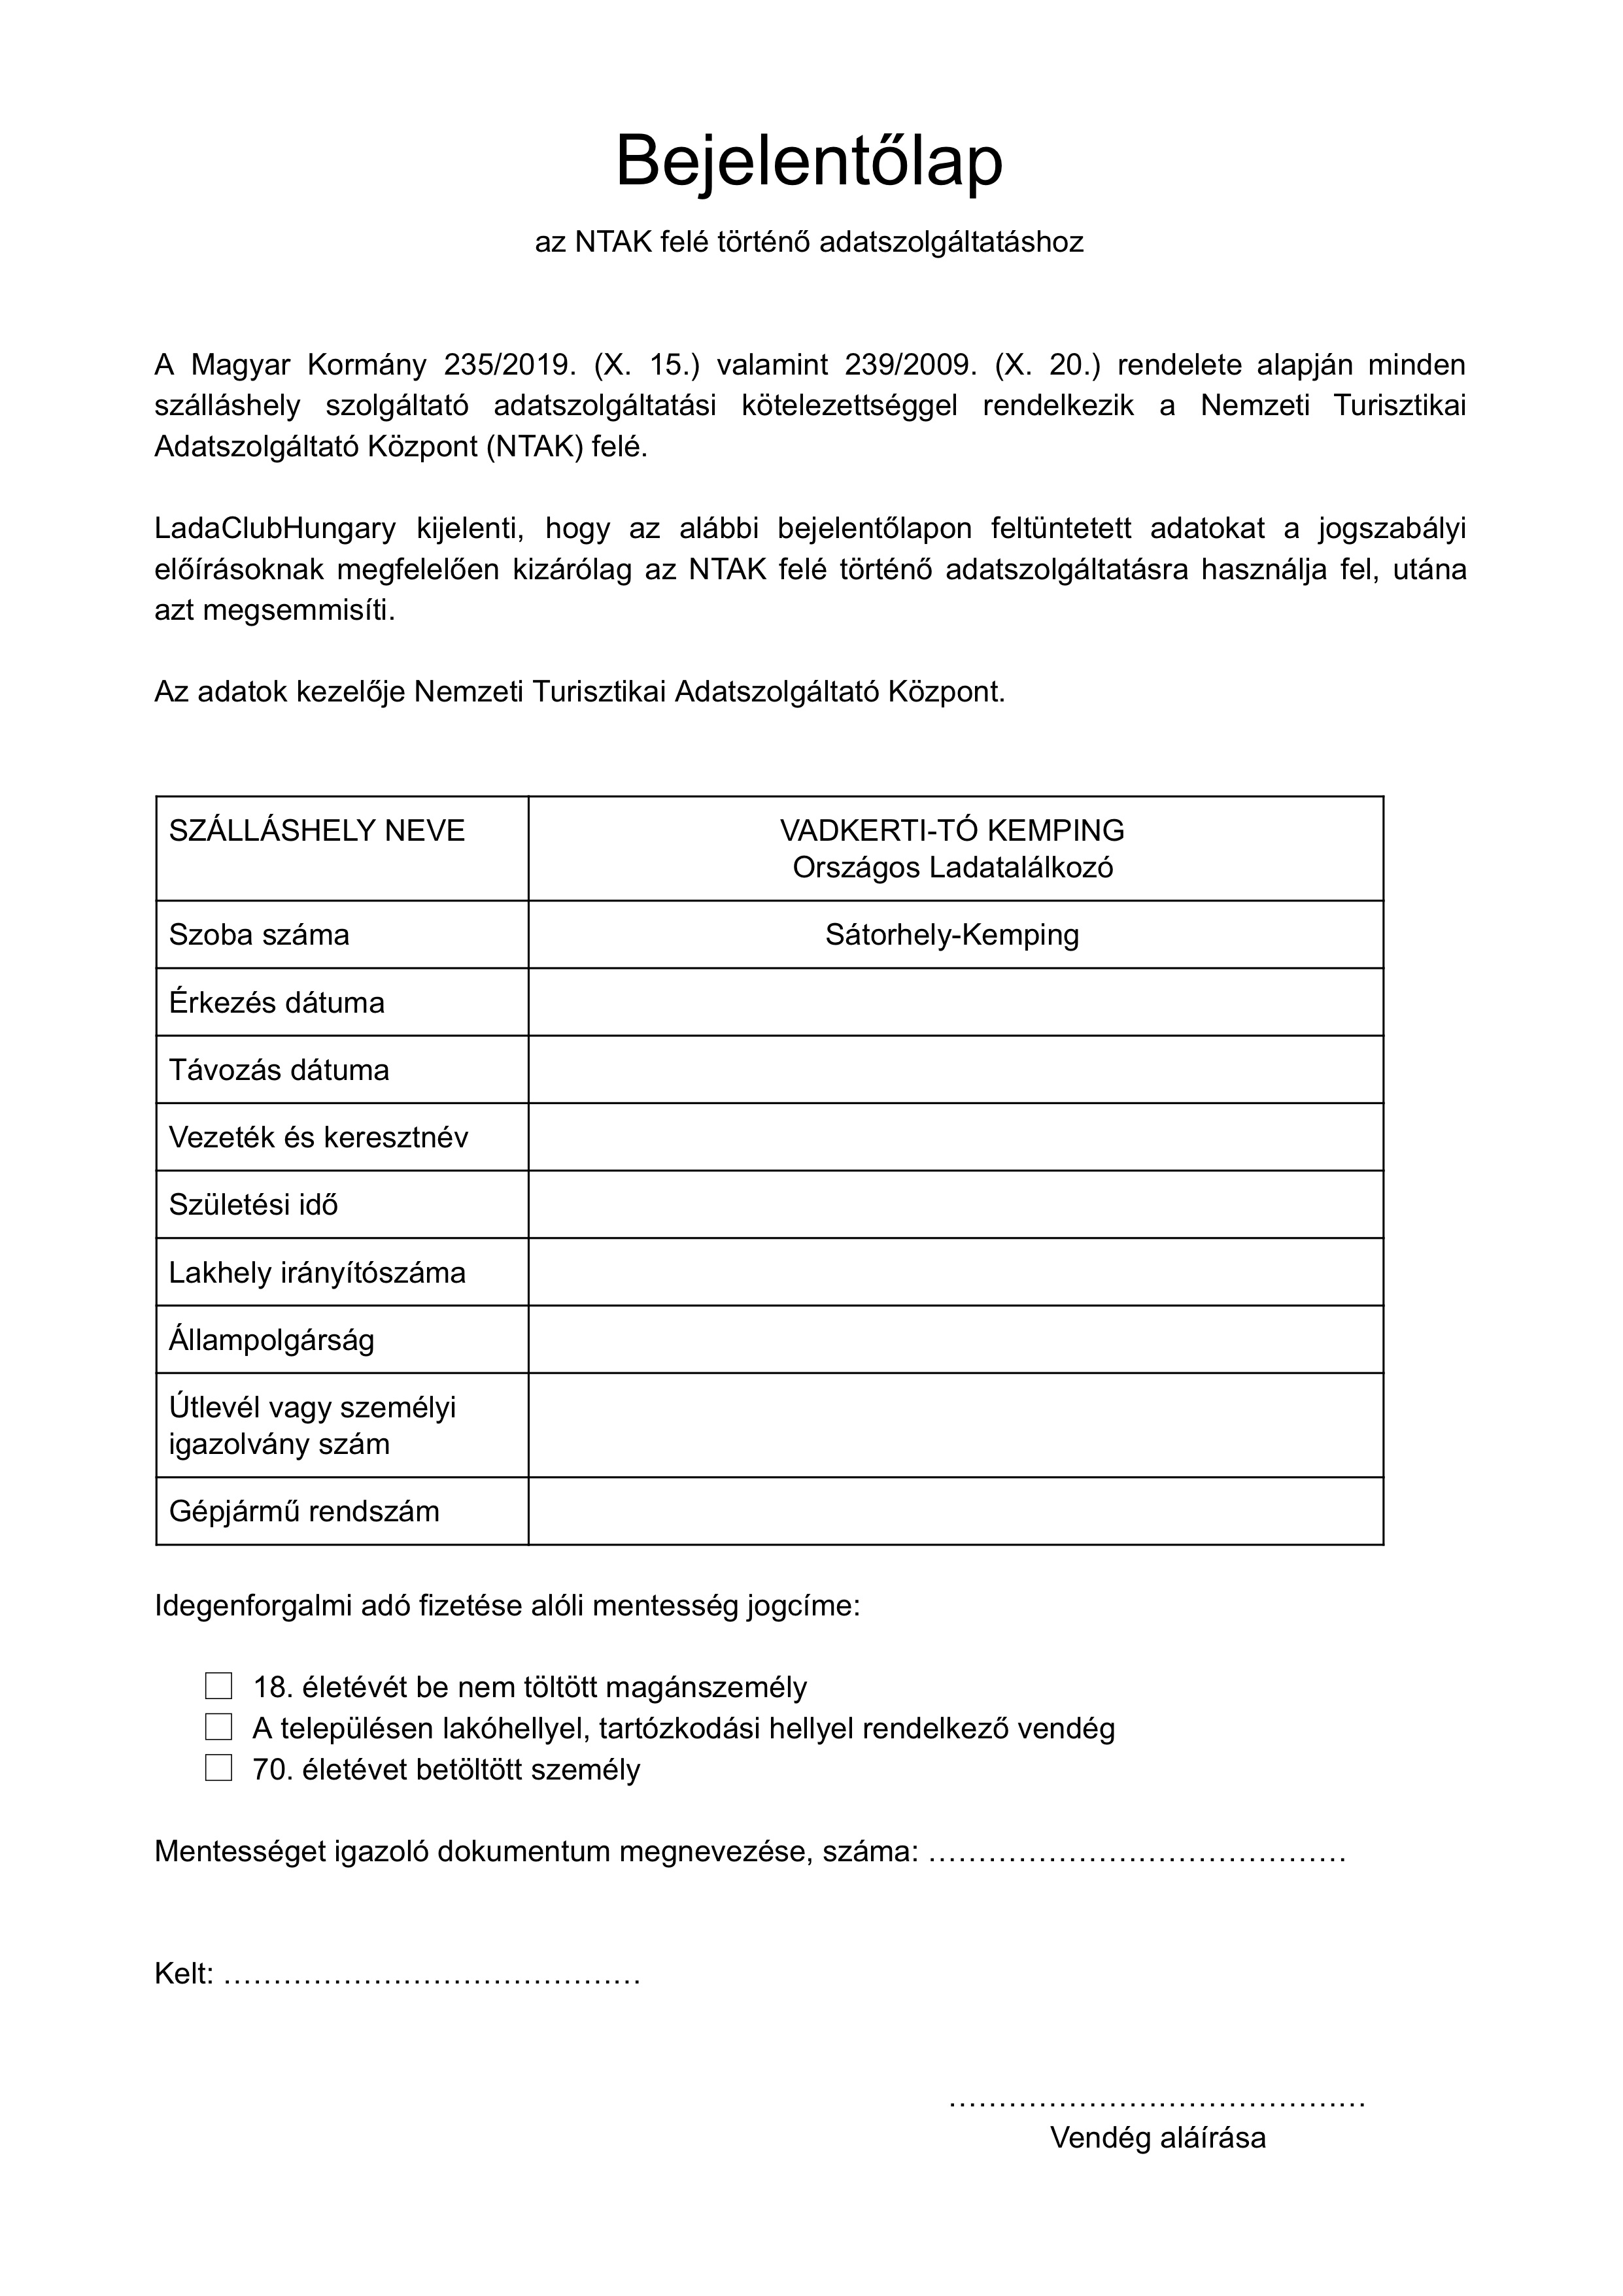 Bejelentőlap
az NTAK felé történő adatszolgáltatáshoz
A Magyar Kormány 235/2019. (X. 15.) valamint 239/2009. (X. 20.) rendelete alapján minden
szálláshely szolgáltató adatszolgáltatási kötelezettséggel rendelkezik a Nemzeti Turisztikai
Adatszolgáltató Központ (NTAK) felé.
LadaClubHungary kijelenti, hogy az alábbi bejelentőlapon feltüntetett adatokat a jogszabályi
előírásoknak megfelelően kizárólag az NTAK felé történő adatszolgáltatásra használja fel, utána
azt megsemmisíti.
Az adatok kezelője Nemzeti Turisztikai Adatszolgáltató Központ.
SZÁLLÁSHELY NEVE
VADKERTI-TÓ KEMPING
Országos Ladatalálkozó
Szoba száma
Sátorhely-Kemping
Érkezés dátuma
Távozás dátuma
Vezeték és keresztnév
Születési idő
Lakhely irányítószáma
Állampolgárság
Útlevél vagy személyi
igazolvány szám
Gépjármű rendszám
Idegenforgalmi adó fizetése alóli mentesség jogcíme:
18. életévét be nem töltött magánszemély
A településen lakóhellyel, tartózkodási hellyel rendelkező vendég
70. életévet betöltött személy
Mentességet igazoló dokumentum megnevezése, száma: ……………………………………
Kelt: ……………………………………
……………………………………
Vendég aláírása